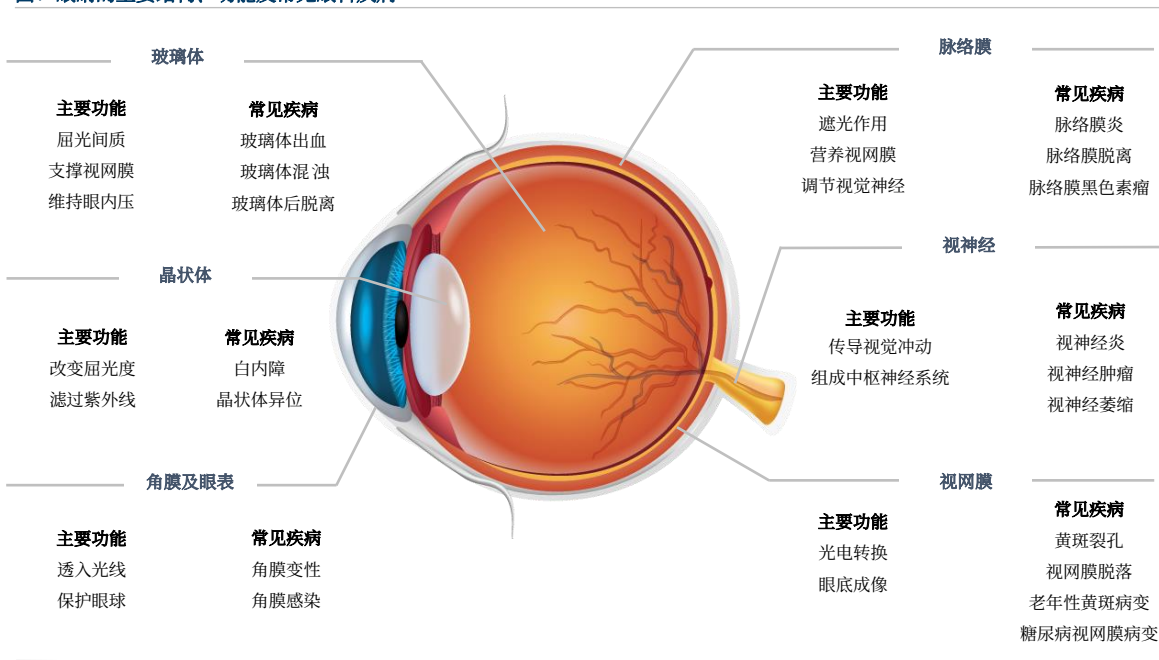 玻璃体
主要功能
屈光间质
支撑视网膜
维持眼内压
常见疾病
玻璃体出血
玻璃体混浊
玻璃体后脱离
晶状体
主要功能
改变屈光度
滤过紫外线
常见疾病
白内障
晶状体异位
角膜及眼表
主要功能
透入光线
保护眼球
常见疾病
角膜变性
角膜感染
脉络膜
主要功能
遮光作用
营养视网膜
调节视觉神经
常见疾病
脉络膜炎
脉络膜脱离
脉络膜黑色素瘤
视神经
主要功能
传导视觉冲动
组成中枢神经系统
常见疾病
视神经炎
视神经肿瘤
视神经萎缩
视网膜
主要功能
光电转换
眼底成像
常见疾病
黄斑裂孔
视网膜脱落
老年性黄斑病变
糖尿病视网膜病变